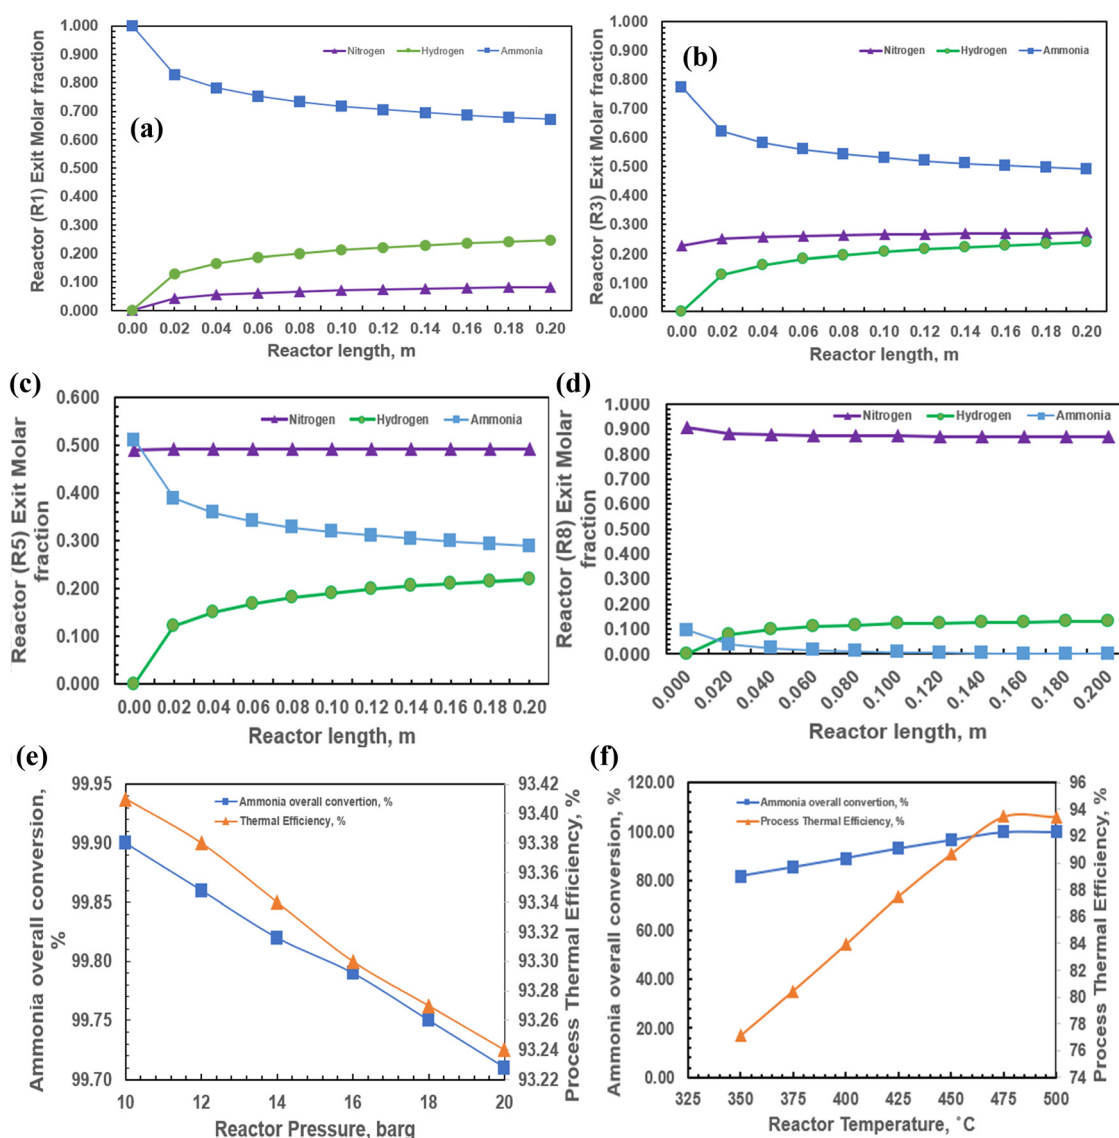 Reactor (R1) Exit Molar fraction
1.000
0.900
0.800
0.700
0.600
0.500
0.400
0.300
0.200
0.100
0.000
Nitrogen Hydrogen Ammonia
(a)
0.00 0.02 0.04 0.06 0.08 0.10 0.12 0.14 0.16 0.18 0.20
Reactor length, m
Reactor (R3) Exit Molar fraction
1.000
0.900
0.800
0.700
0.600
0.500
0.400
0.300
0.200
0.100
0.000
Nitrogen Hydrogen Ammonia
(b)
0.00 0.02 0.04 0.06 0.08 0.10 0.12 0.14 0.16 0.18 0.20
Reactor length, m
(c)
Reactor (R5) Exit Molar
fraction
0.600
0.500
0.400
0.300
0.200
0.100
0.000
Nitrogen Hydrogen Ammonia
0.00 0.02 0.04 0.06 0.08 0.10 0.12 0.14 0.16 0.18 0.20
Reactor length, m
(d)
Reactor (R8) Exit Molar
fraction
1.000
0.900
0.800
0.700
0.600
0.500
0.400
0.300
0.200
0.100
0.000
Nitrogen Hydrogen Ammonia
0.000 0.020 0.040 0.060 0.080 0.100 0.120 0.140 0.160 0.180 0.200
Reactor length, m
(e)
Ammonia overall conversion,
%
99.95
99.90
99.85
99.80
99.75
99.70
Ammonia overall convertion, %
Thermal Efficiency, %
93.42
93.40
93.38
93.36
93.34
93.32
93.30
93.28
93.26
93.24
93.22
Process Thermal Efficiency, %
10 12 14 16 18 20
Reactor Pressure, barg
(f)
Ammonia overall conversion, %
120.00
100.00
80.00
60.00
40.00
20.00
0.00
Ammonia overall convertion, %
Process Thermal Efficiency, %
96
94
92
90
88
86
84
82
80
78
76
74
Process Thermal Efficiency, %
325 350 375 400 425 450 475 500
Reactor Temperature, ˚C